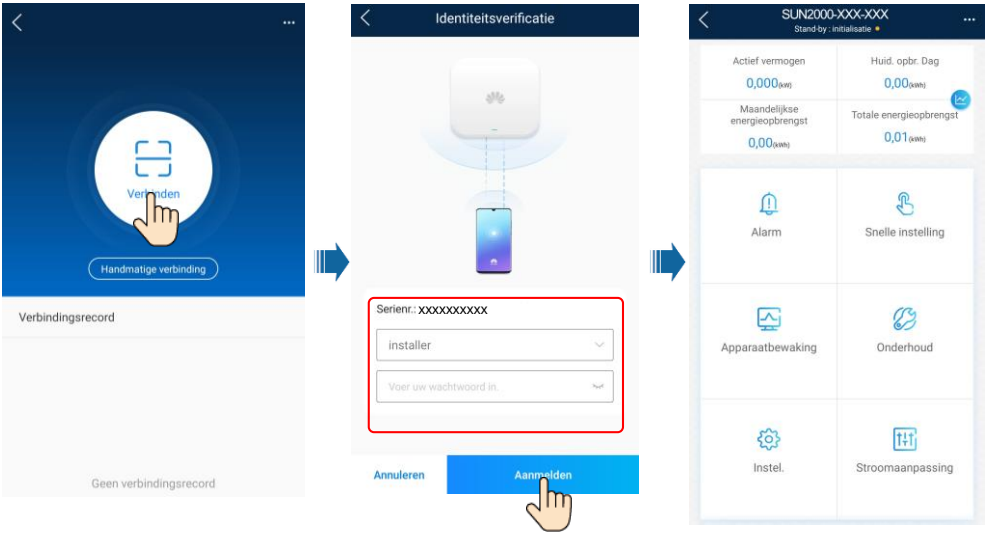 Verbinden
Handmatige verbinding
Verbindingsrecord
Geen verbindingsrecord
Identiteitsverificatie
Serienr.: XXXXXXXXXX
installer
Voer uw wachtwoord in.
Annuleren
Aanmelden
SUN2000-XXX-XXX
Stand-by : initialisatie
Actief vermogen
0,000(kW)
Huid. opbr. Dag
0,00(kWh)
Maandelijkse
energieopbrengst
0,00(kWh)
Totale energieopbrengst
0,01(kWh)
Alarm
Snelle instelling
Apparaatbewaking
Onderhoud
Instel.
Stroomaanpassing